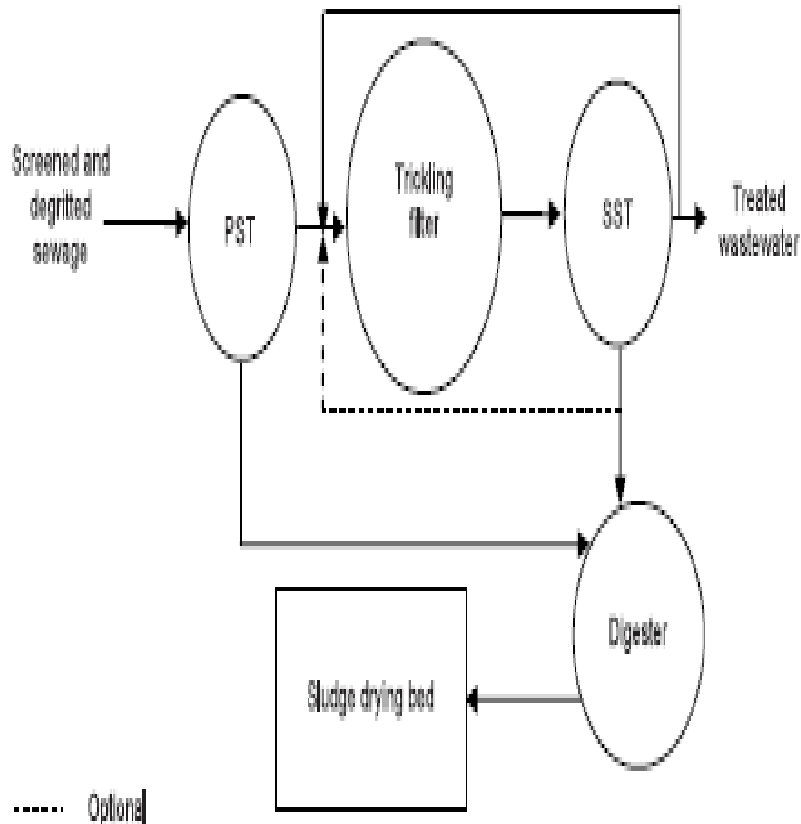 Screened and
degritted
sewage
PST
Trickling
filter
SST
Treated
wastewater
Digester
Sludge drying bed
Optional